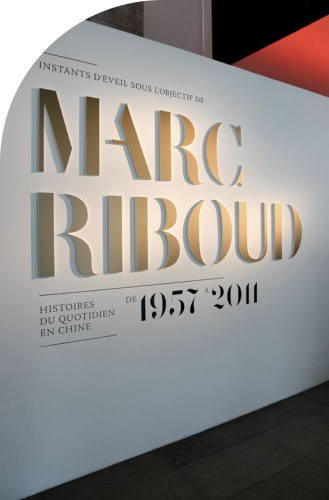 INSTANTS D'ÉVEIL SOUS L'OBJECTIF DE
MARC
RIBOUD
HISTOIRES
DU QUOTIDIEN
EN CHINE
DE 1957 À 2011